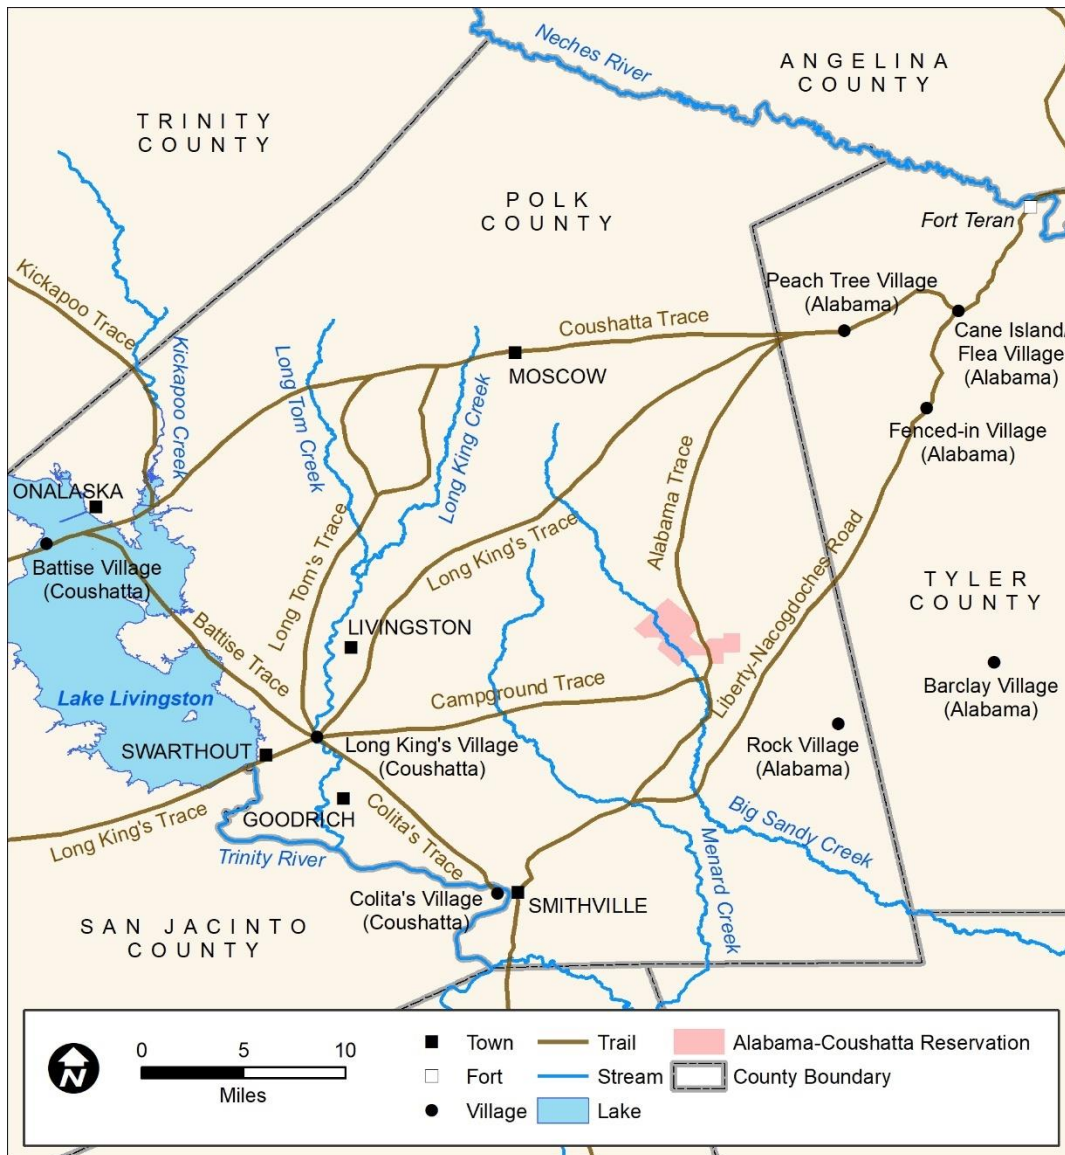 Neches River
ANGELINA
COUNTY
TRINITY
COUNTY
POLK
COUNTY
Fort Teran
Kickapoo Trace
Peach Tree Village
(Alabama)
Coushatta Trace
Cane Island/
Flea Village
(Alabama)
Kickapoo Creek
Long Tom Creek
MOSCOW
Long King Creek
Fenced-in Village
(Alabama)
ONALASKA
Battise Village
(Coushatta)
Long Tom's Trace
Long King's Trace
Alabama Trace
Liberty-Nacogdoches Road
TYLER
COUNTY
Battise Trace
LIVINGSTON
Lake Livingston
Campground Trace
Barclay Village
(Alabama)
SWARTHOUT
Long King's Village
(Coushatta)
Rock Village
(Alabama)
Long King's Trace
GOODRICH
Colita's Trace
Trinity River
Menard Creek
Big Sandy Creek
Colita's Village
(Coushatta)
SMITHVILLE
SAN JACINTO
COUNTY
N
0 5 10
Miles
Town
Fort
Village
Trail
Stream
Lake
Alabama-Coushatta Reservation
County Boundary